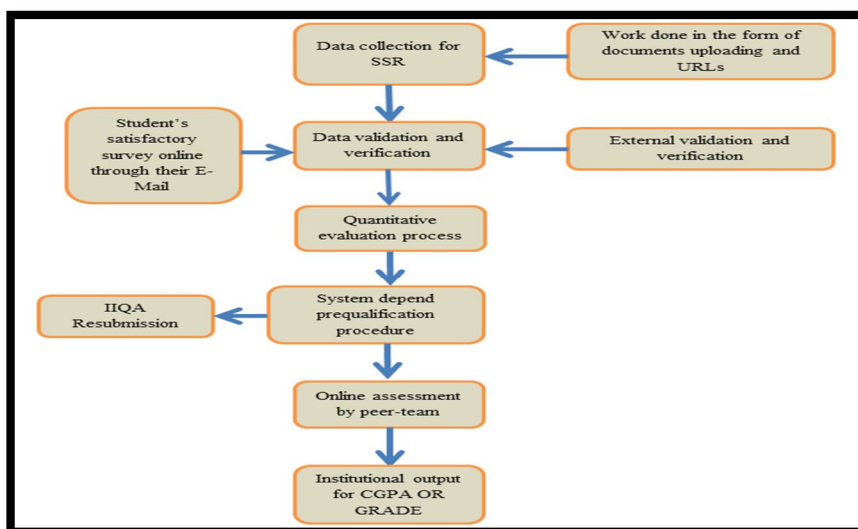 Data collection for
SSR
Work done in the form of
documents uploading and
URLs
Student's
satisfactory
survey online
through their E-
Mail
Data validation and
verification
External validation and
verification
Quantitative
evaluation process
IIQA
Resubmission
System depend
prequalification
procedure
Online assessment
by peer-team
Institutional output
for CGPA OR
GRADE